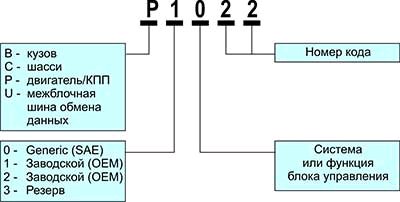 P 1 0 2 2
B - кузов
C - шасси
P - двигатель/КПП
U - межблочная
шина обмена
данных
Номер кода
0 - Generic (SAE)
1 - Заводской (OEM)
2 - Заводской (OEM)
3 - Резерв
Система
или функция
блока управления